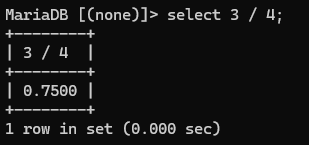 MariaDB [(none)]> select 3 / 4;
+--------+
| 3 / 4  |
+--------+
| 0.7500 |
+--------+
1 row in set (0.000 sec)